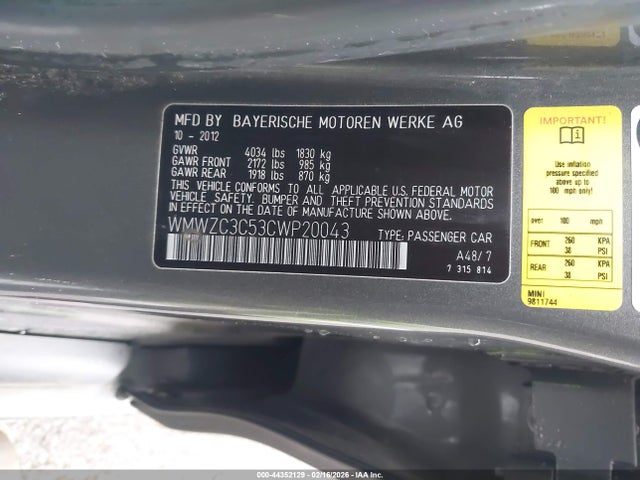 MFD BY BAYERISCHE MOTOREN WERKE AG
10 - 2012
GVWR 4034 lbs 1830 kg
GAWR FRONT 2172 lbs 985 kg
GAWR REAR 1918 lbs 870 kg
THIS VEHICLE CONFORMS TO ALL APPLICABLE U.S. FEDERAL MOTOR
VEHICLE SAFETY, BUMPER, AND THEFT PREVENTION STANDARDS
IN EFFECT ON THE DATE OF MANUFACTURE SHOWN ABOVE.
WMWZC3C53CWP20043 TYPE: PASSENGER CAR
A48/ 7
7 315 814
IMPORTANT!
Use inflation
pressure specified
above up to
100 mph only
over 100 mph
FRONT 260 KPA
38 PSI
REAR 260 KPA
38 PSI
MINI
9811744
000-44352129 - 02/16/2026 - IAA Inc.